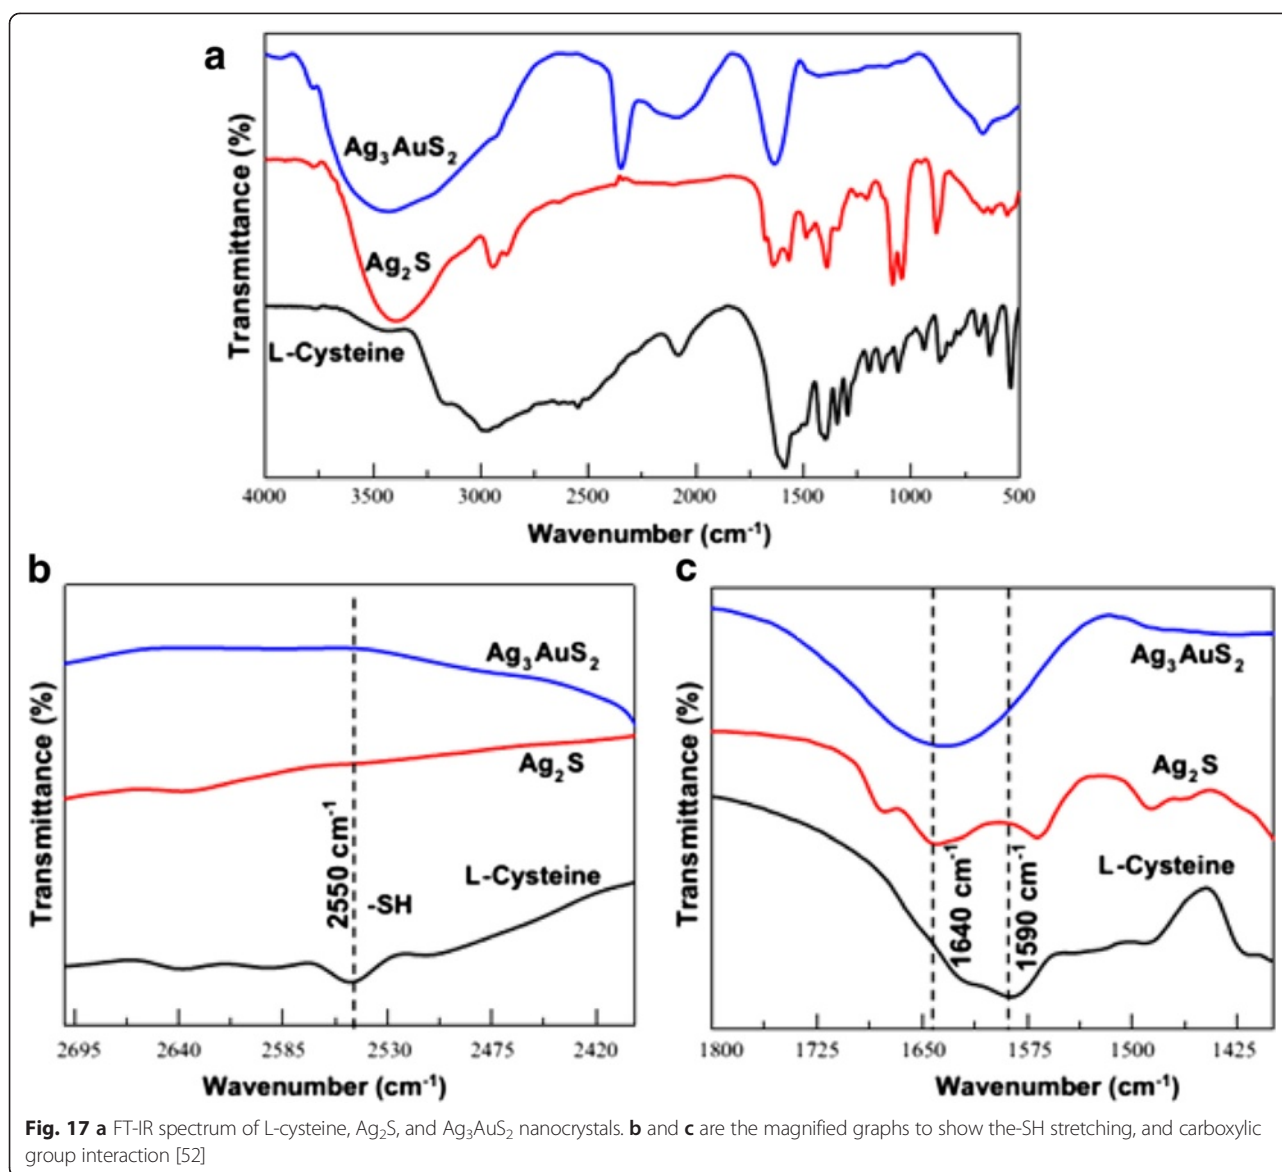 a
Transmittance (%)
Ag₃AuS₂
Ag₂S
L-Cysteine
4000 3500 3000 2500 2000 1500 1000 500
Wavenumber (cm⁻¹)
b
Transmittance (%)
Ag₃AuS₂
Ag₂S
2550 cm⁻¹
L-Cysteine
-SH
2695 2640 2585 2530 2475 2420
Wavenumber (cm⁻¹)
c
Transmittance (%)
Ag₃AuS₂
Ag₂S
L-Cysteine
1640 cm⁻¹
1590 cm⁻¹
1800 1725 1650 1575 1500 1425
Wavenumber (cm⁻¹)
Fig. 17 a FT-IR spectrum of L-cysteine, Ag₂S, and Ag₃AuS₂ nanocrystals. b and c are the magnified graphs to show the-SH stretching, and carboxylic
group interaction [52]